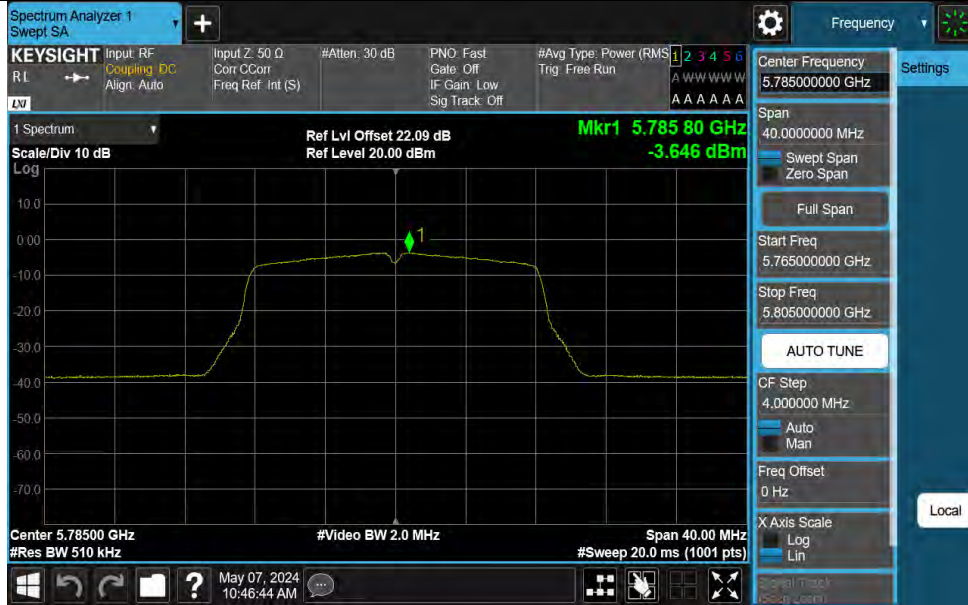 Spectrum Analyzer 1
Swept SA
+
Frequency
KEYSIGHT
RL
LXI
Input: RF
Coupling: DC
Align: Auto
Input Z: 50 Ω
Corr CCorr
Freq Ref: Int (S)
#Atten: 30 dB
PNO: Fast
Gate: Off
IF Gain: Low
Sig Track: Off
#Avg Type: Power (RMS
Trig: Free Run
1 2 3 4 5 6
A W W W W W
A A A A A A
1 Spectrum
Scale/Div 10 dB
Log
Ref Lvl Offset 22.09 dB
Ref Level 20.00 dBm
Mkr1 5.785 80 GHz
-3.646 dBm
10.0
0.00
-10.0
-20.0
-30.0
-40.0
-50.0
-60.0
-70.0
1
Center 5.78500 GHz
#Res BW 510 kHz
#Video BW 2.0 MHz
Span 40.00 MHz
#Sweep 20.0 ms (1001 pts)
Center Frequency
5.785000000 GHz
Span
40.0000000 MHz
Swept Span
Zero Span
Full Span
Start Freq
5.765000000 GHz
Stop Freq
5.805000000 GHz
AUTO TUNE
CF Step
4.000000 MHz
Auto
Man
Freq Offset
0 Hz
X Axis Scale
Log
Lin
Signal Track
(Span Zoom)
Settings
Local
?
May 07, 2024
10:46:44 AM